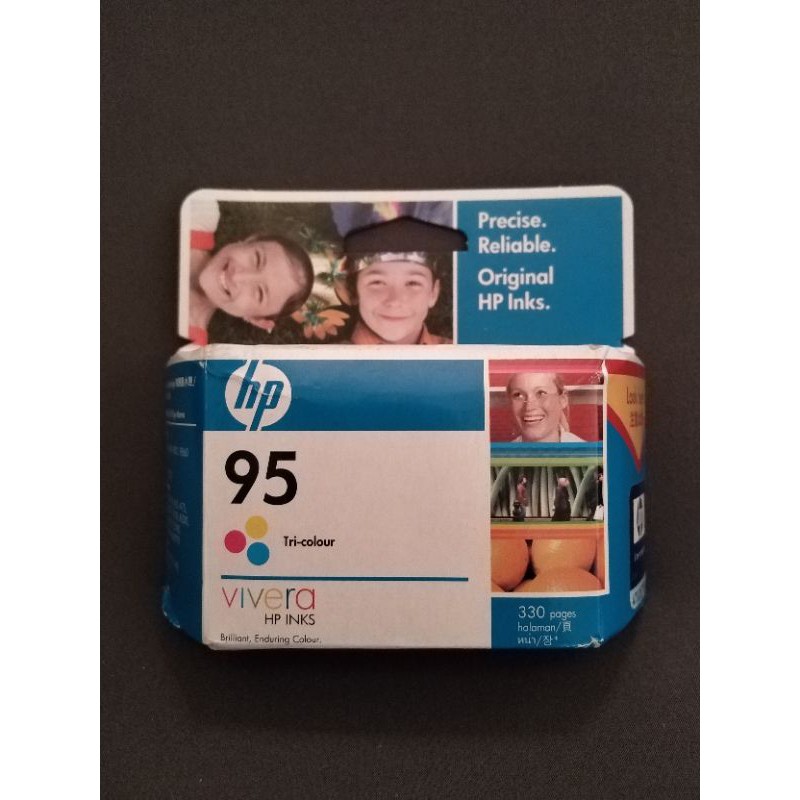 Precise.
Reliable.
Original
HP Inks.
hp
95
Tri-colour
vivera
HP INKS
Brilliant, Enduring Colour.
330 pages
halaman/頁
หน้า/장*